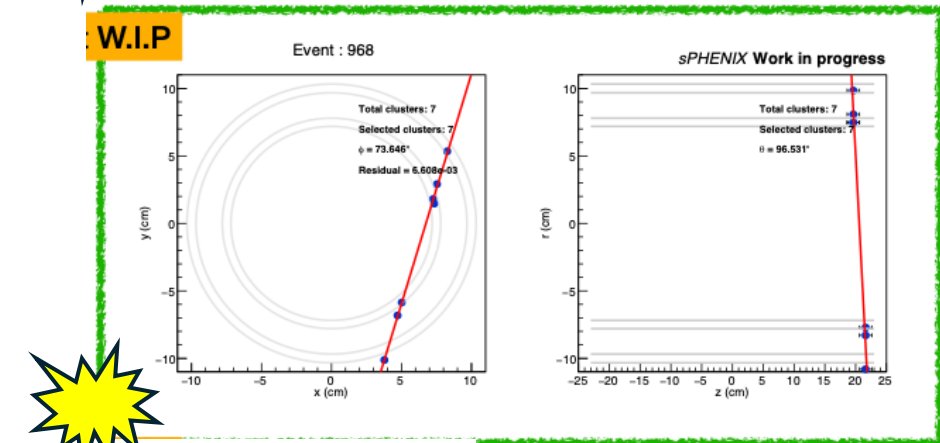 : W.I.P
Event : 968
sPHENIX Work in progress
Total clusters: 7
Selected clusters: 7
ϕ = 73.646°
Residual = 6.608e-03
10
5
0
−5
−10
y (cm)
−10 −5 0 5 10
x (cm)
Total clusters: 7
Selected clusters: 7
θ = 96.531°
10
5
0
−5
−10
r (cm)
−25 −20 −15 −10 −5 0 5 10 15 20 25
z (cm)